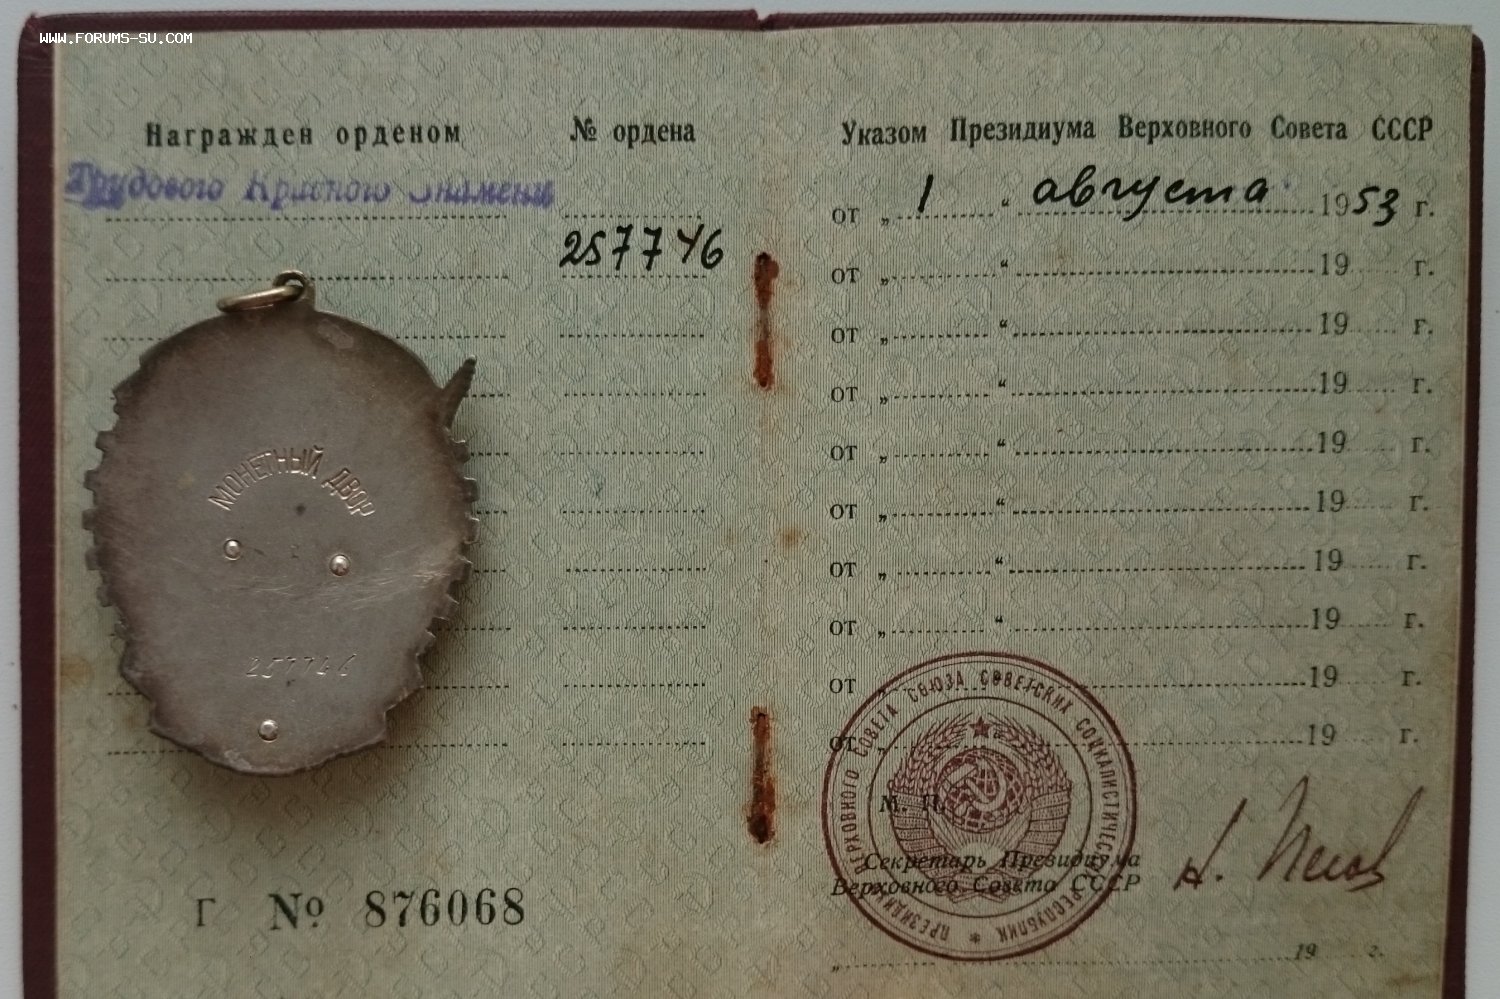 WWW.FORUMS-SU.COM
Награжден орденом
№ ордена
Трудового Красного Знамени
257746
МОНЕТНЫЙ ДВОР
257746
Г № 876068
Указом Президиума Верховного Совета СССР
от „ 1 “ августа 1953 г.
от „ “ 19 г.
от „ “ 19 г.
от „ “ 19 г.
от „ “ 19 г.
от „ “ 19 г.
от „ “ 19 г.
от „ “ 19 г.
от „ “ 19 г.
от „ 19 г.
ПРЕЗИДИУМ ВЕРХОВНОГО СОВЕТА СОЮЗА СОВЕТСКИХ СОЦИАЛИСТИЧЕСКИХ РЕСПУБЛИК *
М. П.
Секретарь Президиума
Верховного Совета СССР
Н. Пегов
„ 19 г.